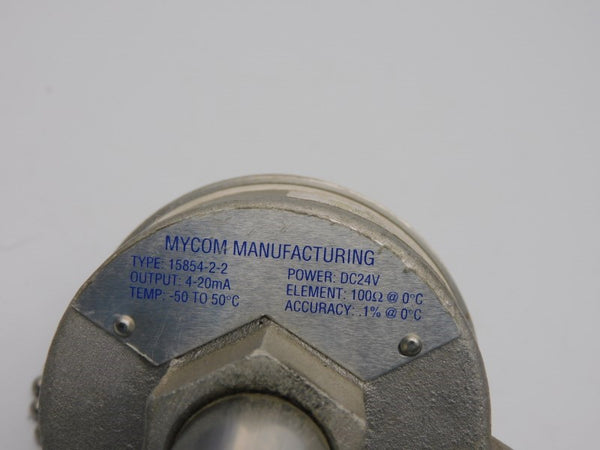 MYCOM MANUFACTURING
TYPE: 15854-2-2
OUTPUT: 4-20mA
TEMP: -50 TO 50°C
POWER: DC24V
ELEMENT: 100Ω @ 0°C
ACCURACY: .1% @ 0°C